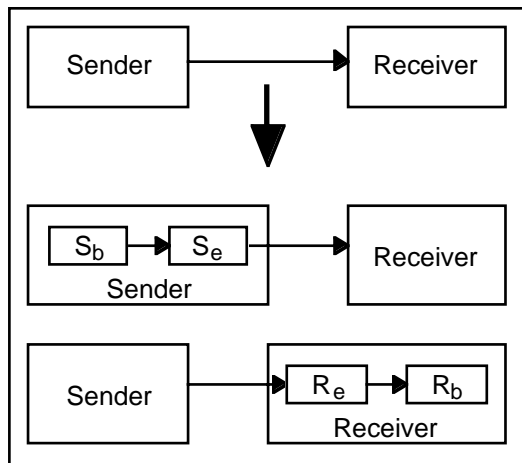 Sender Receiver
S_b S_e
Sender
Receiver
Sender
R_e R_b
Receiver